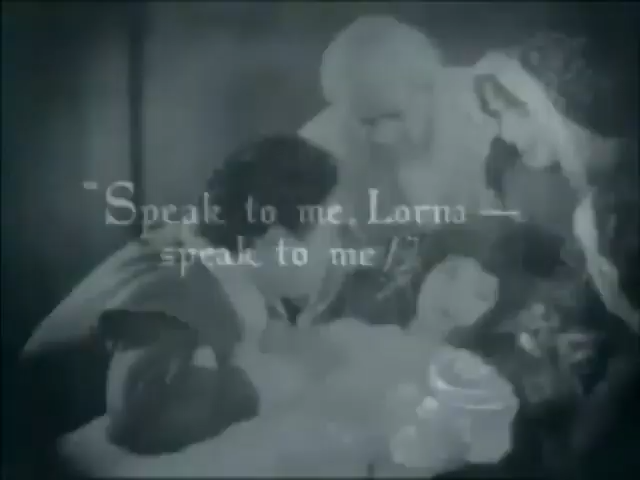 "Speak to me, Lorna —
speak to me!"